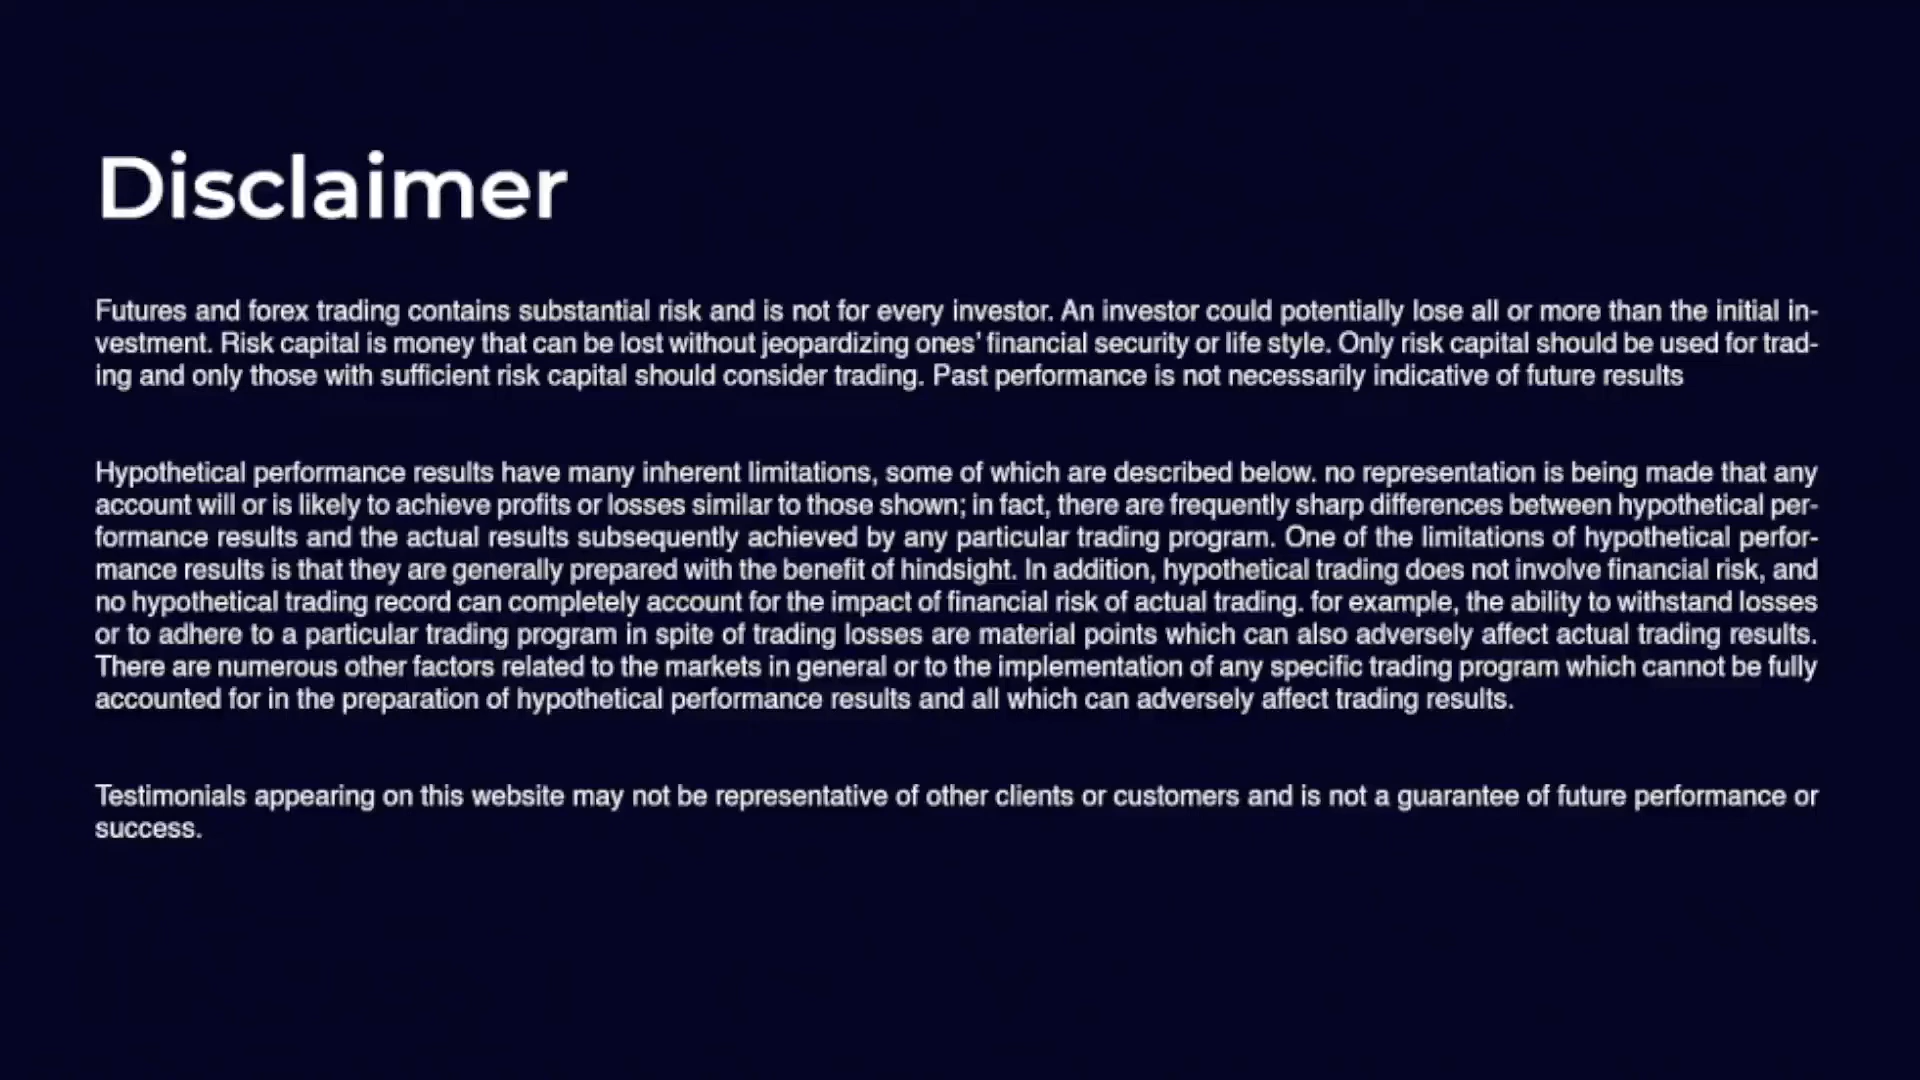 Disclaimer
Futures and forex trading contains substantial risk and is not for every investor. An investor could potentially lose all or more than the initial in-
vestment. Risk capital is money that can be lost without jeopardizing ones’ financial security or life style. Only risk capital should be used for trad-
ing and only those with sufficient risk capital should consider trading. Past performance is not necessarily indicative of future results
Hypothetical performance results have many inherent limitations, some of which are described below. no representation is being made that any
account will or is likely to achieve profits or losses similar to those shown; in fact, there are frequently sharp differences between hypothetical per-
formance results and the actual results subsequently achieved by any particular trading program. One of the limitations of hypothetical perfor-
mance results is that they are generally prepared with the benefit of hindsight. In addition, hypothetical trading does not involve financial risk, and
no hypothetical trading record can completely account for the impact of financial risk of actual trading. for example, the ability to withstand losses
or to adhere to a particular trading program in spite of trading losses are material points which can also adversely affect actual trading results.
There are numerous other factors related to the markets in general or to the implementation of any specific trading program which cannot be fully
accounted for in the preparation of hypothetical performance results and all which can adversely affect trading results.
Testimonials appearing on this website may not be representative of other clients or customers and is not a guarantee of future performance or
success.